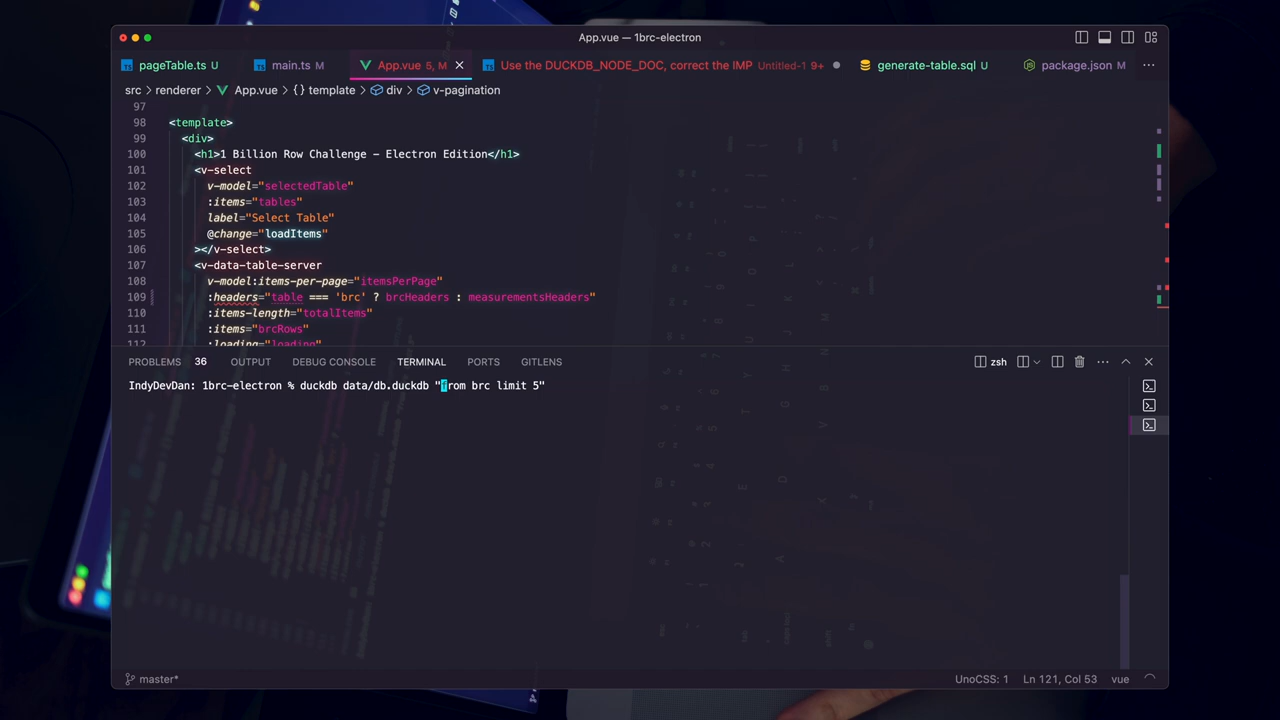 App.vue — 1brc-electron
pageTable.ts U
main.ts M
App.vue 5, M
Use the DUCKDB_NODE_DOC, correct the IMP Untitled-1 9+
generate-table.sql U
package.json M
src > renderer > App.vue > {} template > div > v-pagination
97
98 <template>
99 <div>
100 <h1>1 Billion Row Challenge - Electron Edition</h1>
101 <v-select
102 v-model="selectedTable"
103 :items="tables"
104 label="Select Table"
105 @change="loadItems"
106 ></v-select>
107 <v-data-table-server
108 v-model:items-per-page="itemsPerPage"
109 :headers="table === 'brc' ? brcHeaders : measurementsHeaders"
110 :items-length="totalItems"
111 :items="brcRows"
112 :loading="loading"
PROBLEMS 36 OUTPUT DEBUG CONSOLE TERMINAL PORTS GITLENS
zsh
IndyDevDan: 1brc-electron % duckdb data/db.duckdb "from brc limit 5"
master*
UnoCSS: 1 Ln 121, Col 53 vue